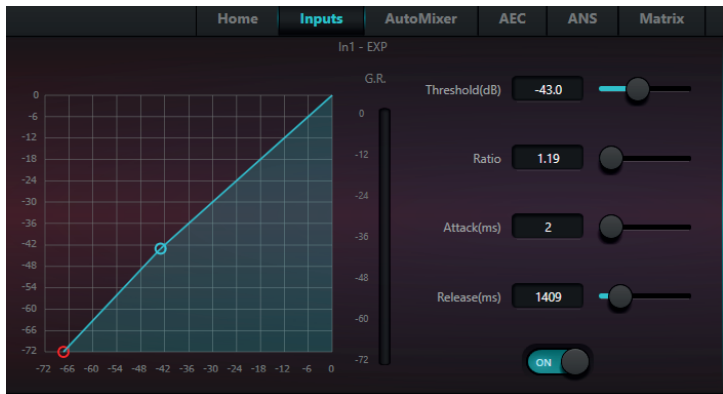 Home Inputs AutoMixer AEC ANS Matrix
In1 - EXP
G.R.
0
-6
-12
-18
-24
-30
-36
-42
-48
-54
-60
-66
-72
-72 -66 -60 -54 -48 -42 -36 -30 -24 -18 -12 -6 0
0
-12
-24
-36
-48
-60
-72
Threshold(dB) -43.0
Ratio 1.19
Attack(ms) 2
Release(ms) 1409
ON